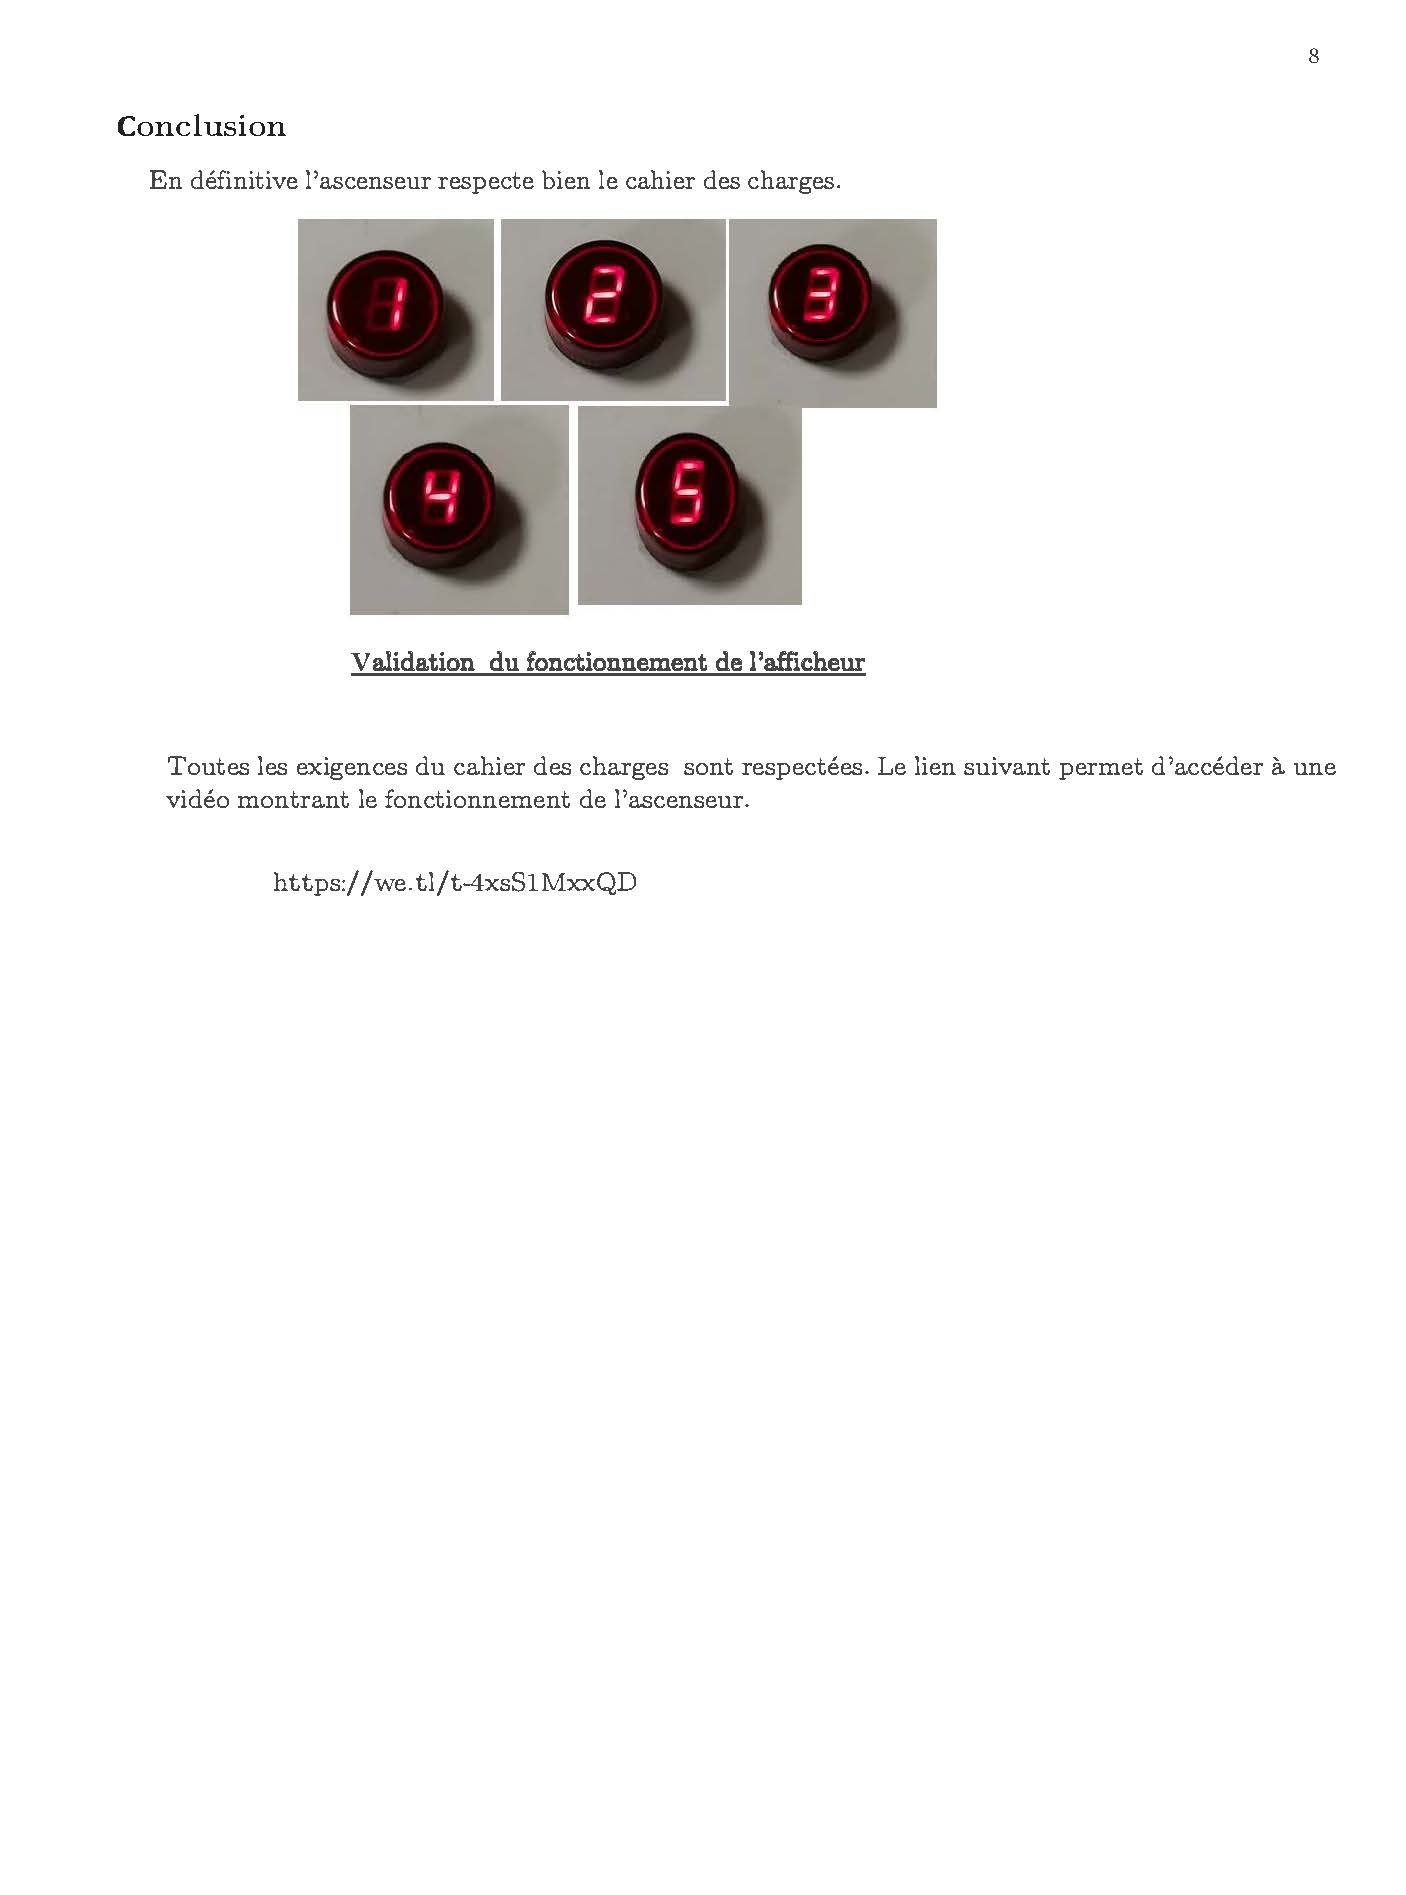 8
Conclusion
En définitive l'ascenseur respecte bien le cahier des charges.
1 2 3
4 5
Validation du fonctionnement de l'afficheur
Toutes les exigences du cahier des charges sont respectées. Le lien suivant permet d'accéder à une
vidéo montrant le fonctionnement de l'ascenseur.
https://we.tl/t-4xsS1MxxQD